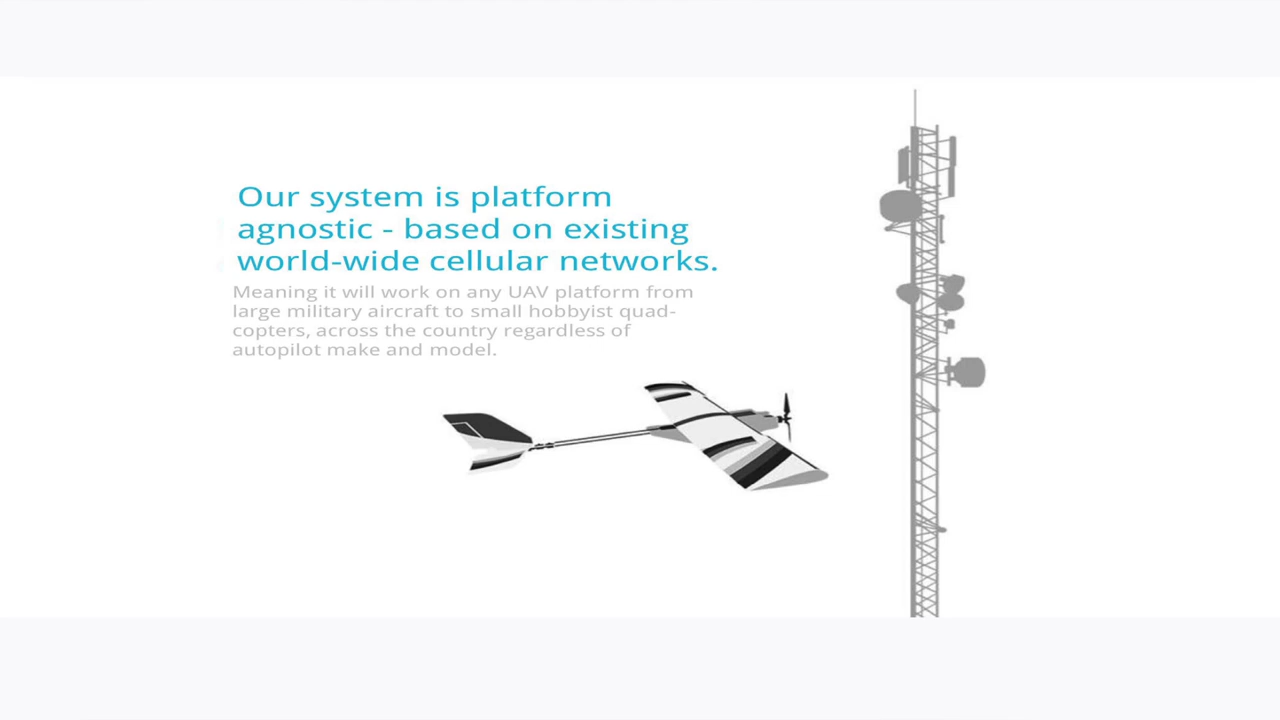 Our system is platform
agnostic - based on existing
world-wide cellular networks.
Meaning it will work on any UAV platform from
large military aircraft to small hobbyist quad-
copters, across the country regardless of
autopilot make and model.